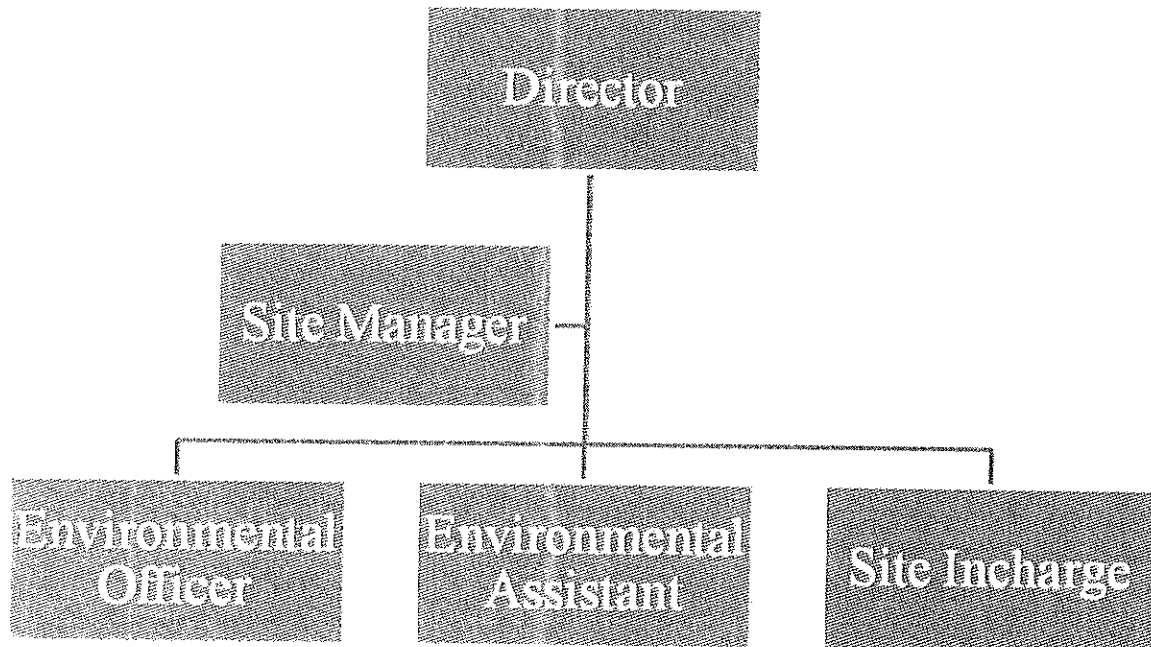 Director
Site Manager
Environmental
Officer
Environmental
Assistant
Site Incharge